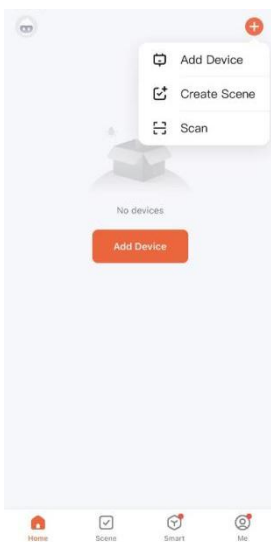 Add Device
Create Scene
Scan
No devices
Add Device
Home
Scene
Smart
Me